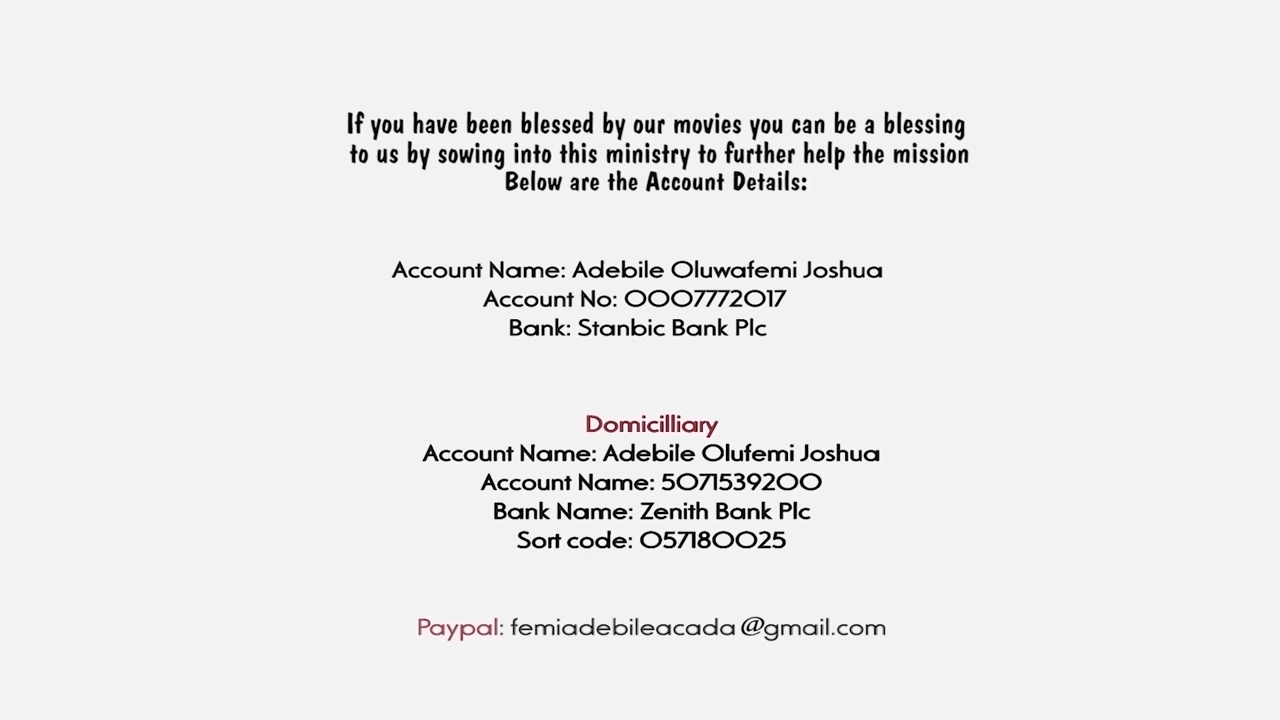 If you have been blessed by our movies you can be a blessing
to us by sowing into this ministry to further help the mission
Below are the Account Details:
Account Name: Adebile Oluwafemi Joshua
Account No: 0007772017
Bank: Stanbic Bank Plc
Domicilliary
Account Name: Adebile Olufemi Joshua
Account Name: 5071539200
Bank Name: Zenith Bank Plc
Sort code: 057180025
Paypal: femiadebileacada@gmail.com